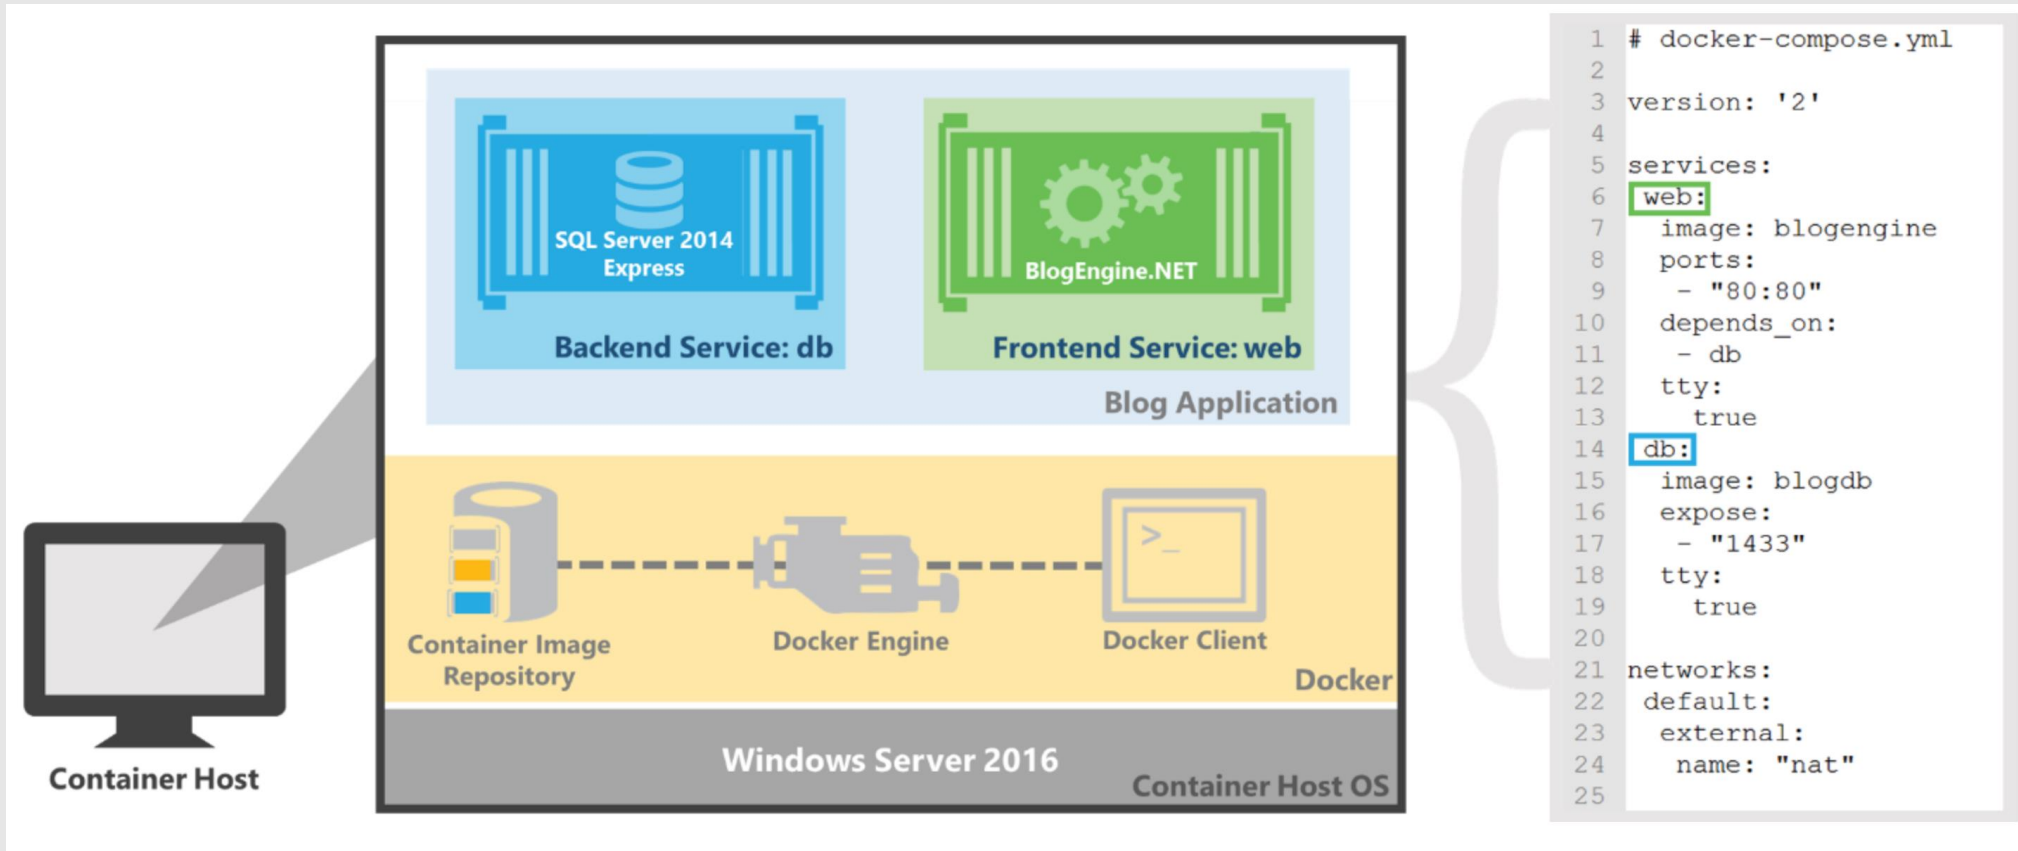 SQL Server 2014
Express
Backend Service: db
BlogEngine.NET
Frontend Service: web
Blog Application
>_
Container Image
Repository
Docker Engine
Docker Client
Docker
Windows Server 2016
Container Host OS
Container Host
1 # docker-compose.yml
2
3 version: '2'
4
5 services:
6 web:
7 image: blogengine
8 ports:
9 - "80:80"
10 depends_on:
11 - db
12 tty:
13 true
14 db:
15 image: blogdb
16 expose:
17 - "1433"
18 tty:
19 true
20
21 networks:
22 default:
23 external:
24 name: "nat"
25